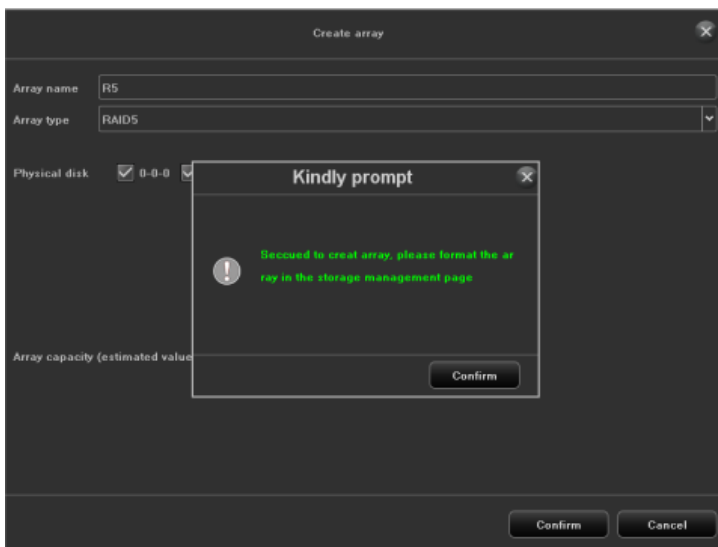 Create array
Array name R5
Array type RAID5
Physical disk 0-0-0
Kindly prompt
Seccued to creat array, please format the ar
ray in the storage management page
Array capacity (estimated value
Confirm
Confirm Cancel